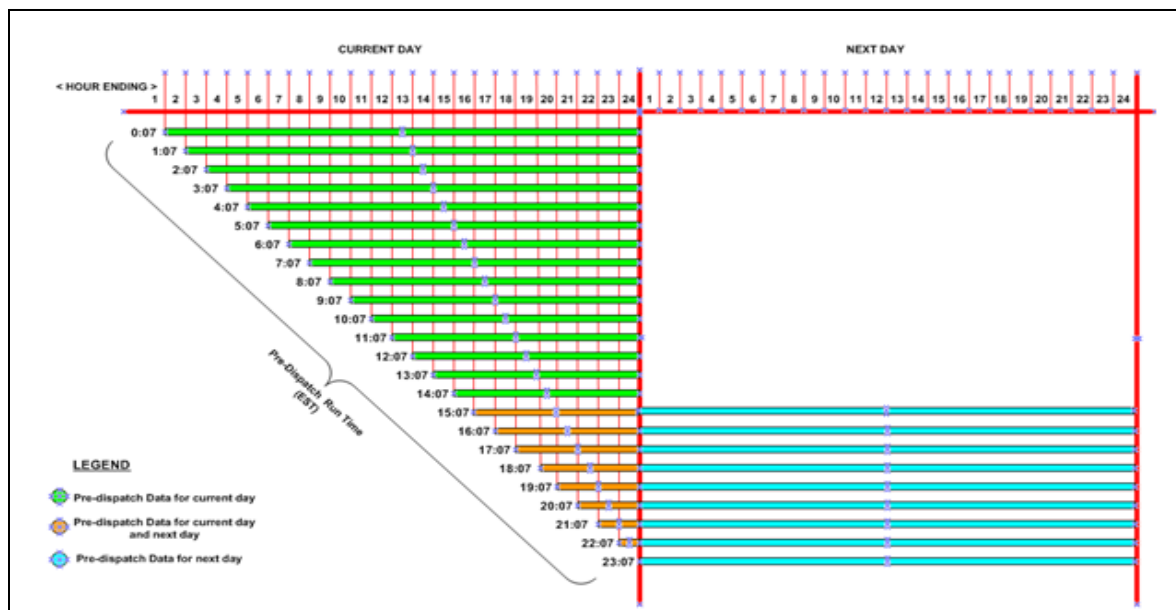 CURRENT DAY NEXT DAY
< HOUR ENDING >
1 2 3 4 5 6 7 8 9 10 11 12 13 14 15 16 17 18 19 20 21 22 23 24 1 2 3 4 5 6 7 8 9 10 11 12 13 14 15 16 17 18 19 20 21 22 23 24
0:07
1:07
2:07
3:07
4:07
5:07
6:07
7:07
8:07
9:07
10:07
11:07
12:07
13:07
14:07
15:07
16:07
17:07
18:07
19:07
20:07
21:07
22:07
23:07
Pre-Dispatch Run Time
(EST)
LEGEND
Pre-dispatch Data for current day
Pre-dispatch Data for current day
and next day
Pre-dispatch Data for next day